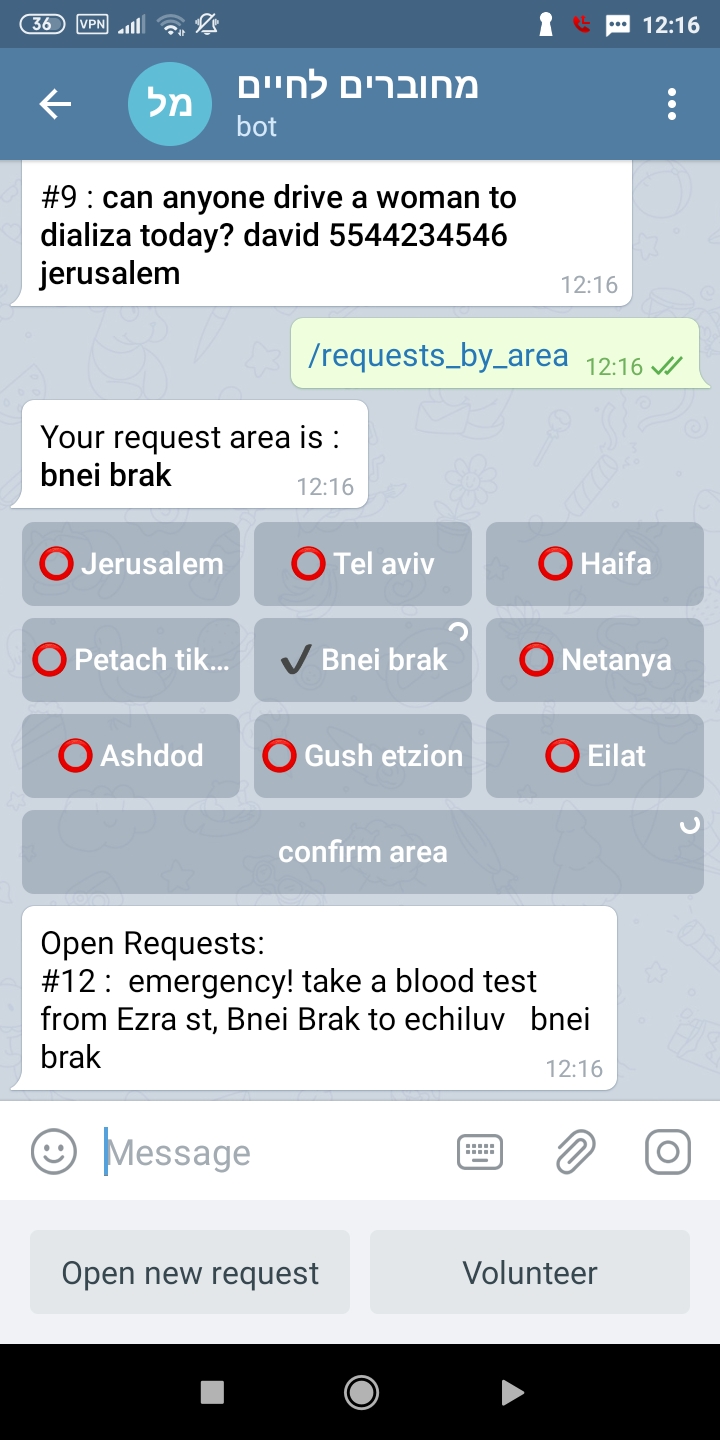 36 VPN 12:16
מל מחוברים לחיים
bot
#9 : can anyone drive a woman to
dializa today? david 5544234546
jerusalem
12:16
/requests_by_area 12:16
Your request area is :
bnei brak
12:16
Jerusalem Tel aviv Haifa
Petach tik... Bnei brak Netanya
Ashdod Gush etzion Eilat
confirm area
Open Requests:
#12 : emergency! take a blood test
from Ezra st, Bnei Brak to echiluv bnei
brak
12:16
Message
Open new request Volunteer